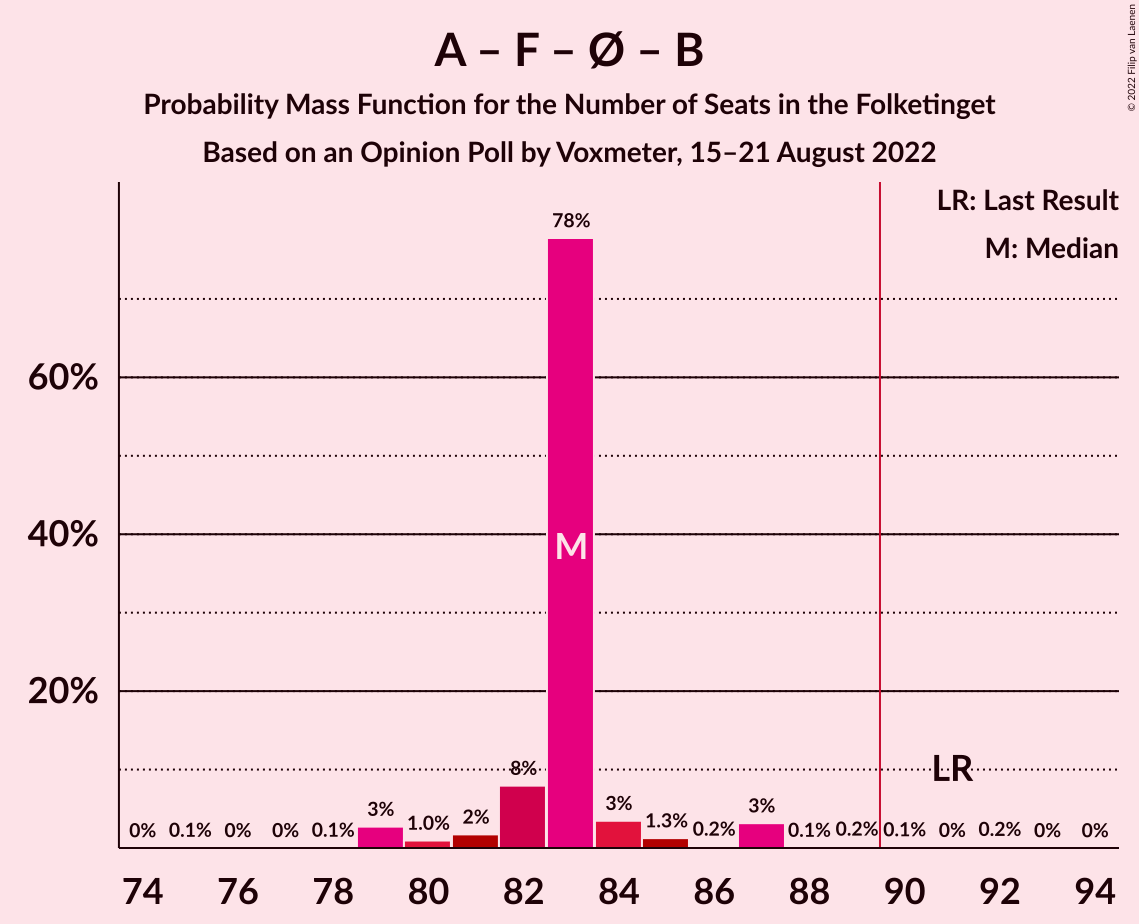 A – F – Ø – B
Probability Mass Function for the Number of Seats in the Folketinget
Based on an Opinion Poll by Voxmeter, 15–21 August 2022
© 2022 Filip van Laenen
LR: Last Result
M: Median
78%
60%
40%
20%
M
LR
0% 0.1% 0% 0% 0.1% 3% 1.0% 2% 8% 3% 1.3% 0.2% 3% 0.1% 0.2% 0.1% 0% 0.2% 0% 0%
74 76 78 80 82 84 86 88 90 92 94